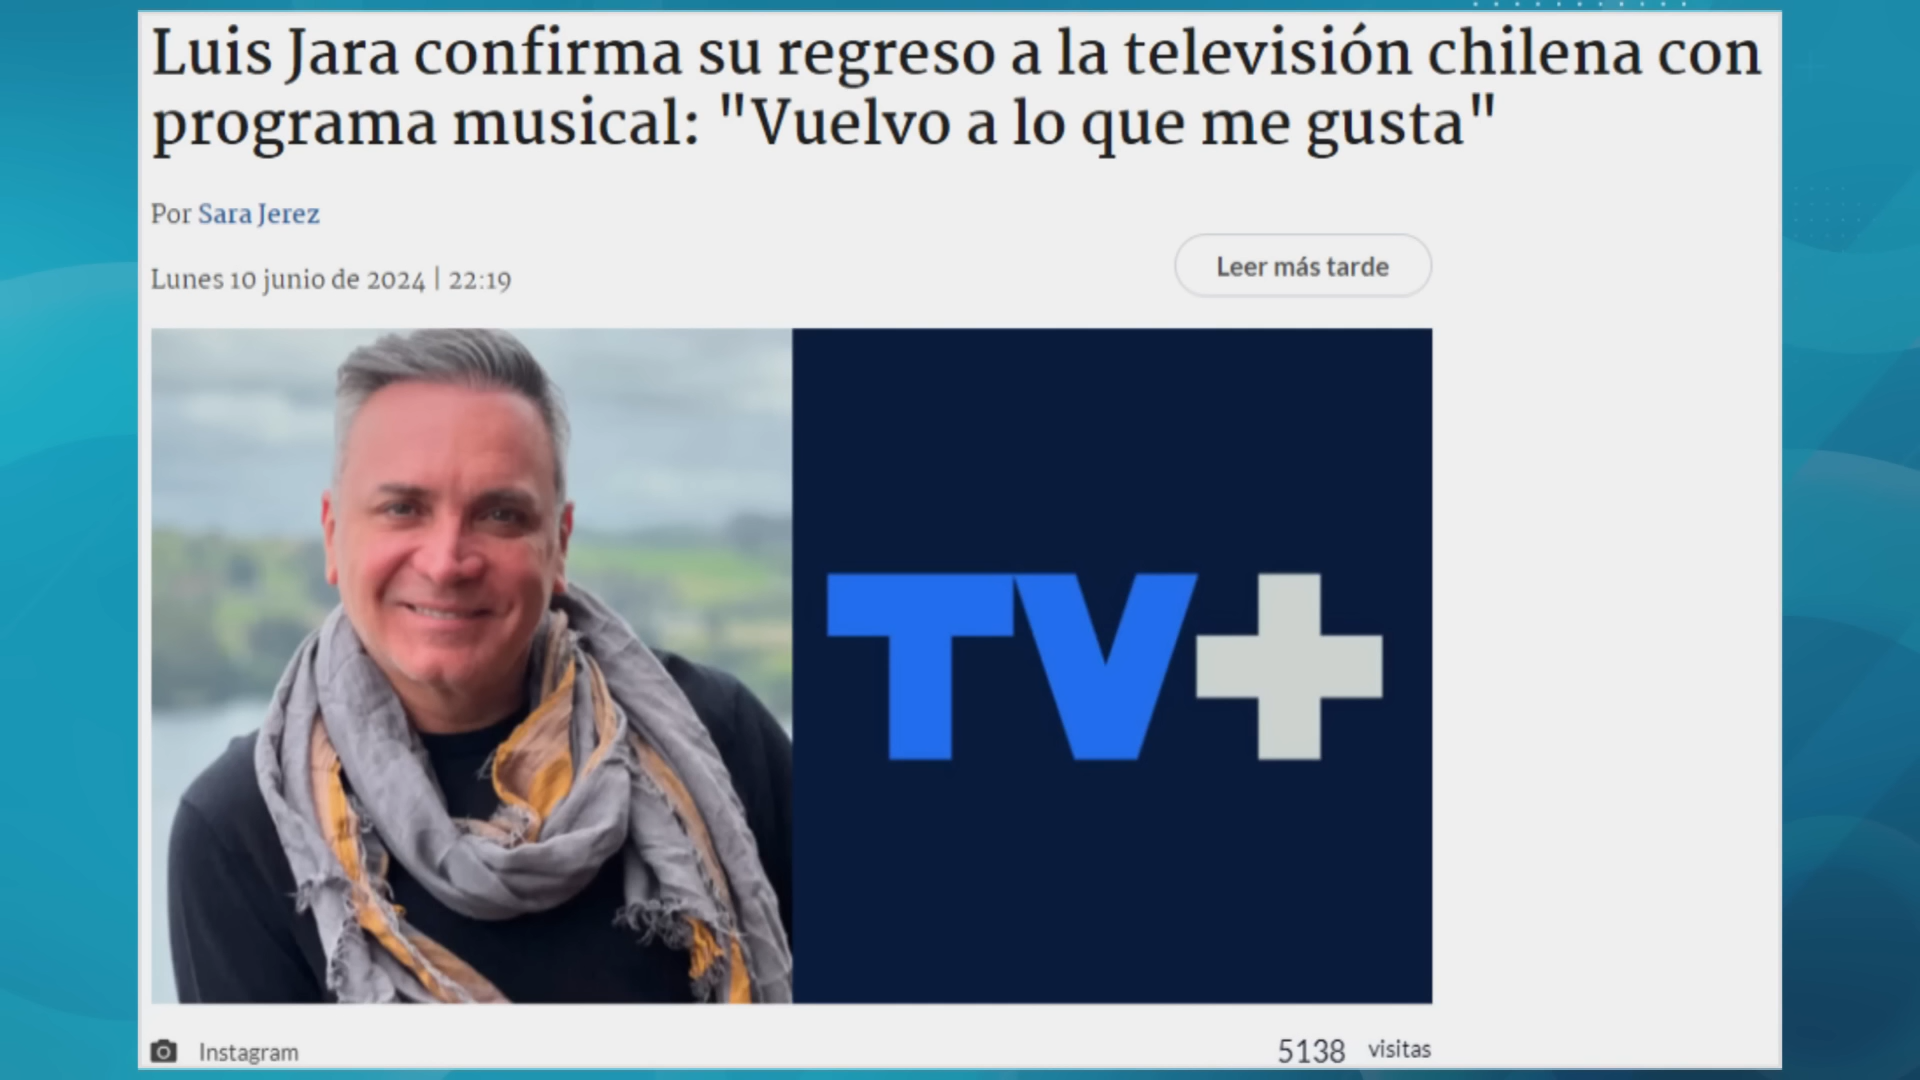 Luis Jara confirma su regreso a la televisión chilena con
programa musical: "Vuelvo a lo que me gusta"
Por Sara Jerez
Leer más tarde
Lunes 10 junio de 2024 | 22:19
TV+
Instagram
5138 visitas